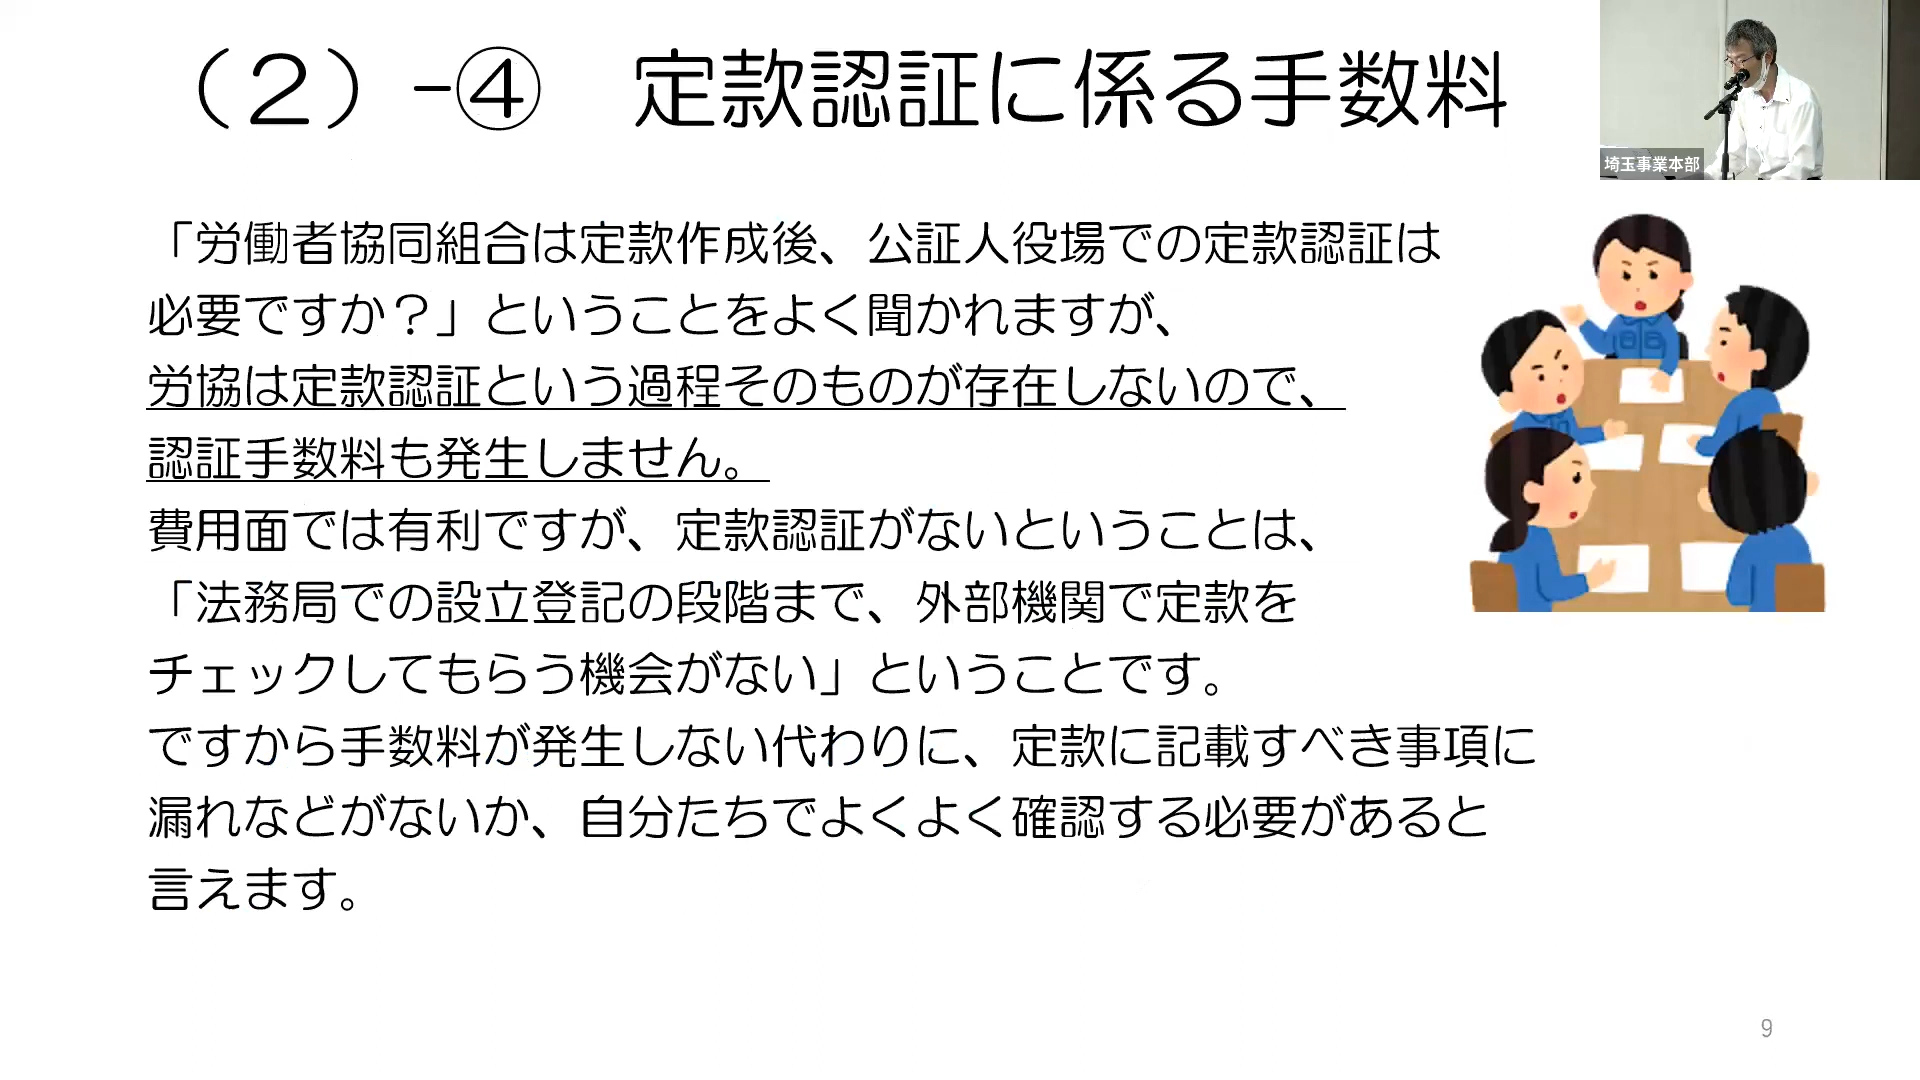 （２）-④　定款認証に係る手数料
埼玉事業本部
「労働者協同組合は定款作成後、公証人役場での定款認証は
必要ですか？」ということをよく聞かれますが、
労協は定款認証という過程そのものが存在しないので、
認証手数料も発生しません。
費用面では有利ですが、定款認証がないということは、
「法務局での設立登記の段階まで、外部機関で定款を
チェックしてもらう機会がない」ということです。
ですから手数料が発生しない代わりに、定款に記載すべき事項に
漏れなどがないか、自分たちでよくよく確認する必要があると
言えます。
9